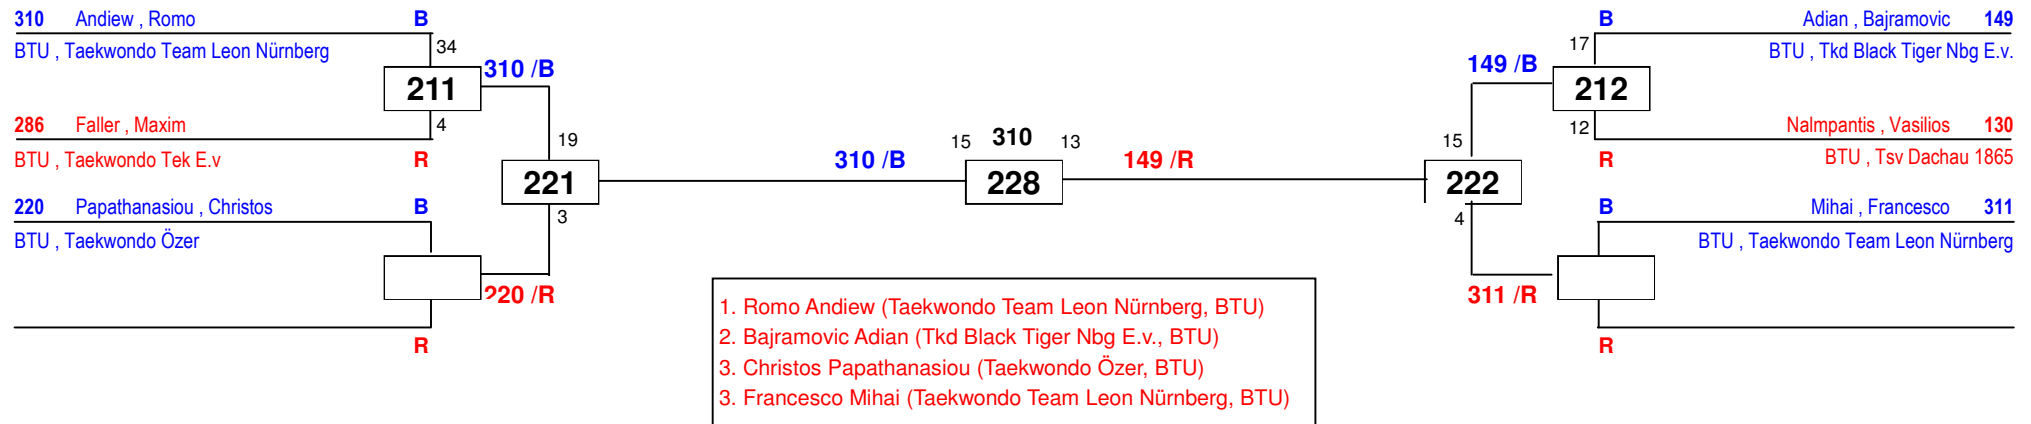 310 Andiew , Romo B
BTU , Taekwondo Team Leon Nürnberg
34
211
310 /B
4
286 Faller , Maxim
BTU , Taekwondo Tek E.v R
19
221
3
220 Papathanasiou , Christos B
BTU , Taekwondo Özer
220 /R
R
310 /B
15 310 13
228
149 /R
B Adian , Bajramovic 149
17 BTU , Tkd Black Tiger Nbg E.v.
149 /B
212
12 Nalmpantis , Vasilios 130
R BTU , Tsv Dachau 1865
15
222
4
B Mihai , Francesco 311
BTU , Taekwondo Team Leon Nürnberg
311 /R
R
1. Romo Andiew (Taekwondo Team Leon Nürnberg, BTU)
2. Bajramovic Adian (Tkd Black Tiger Nbg E.v., BTU)
3. Christos Papathanasiou (Taekwondo Özer, BTU)
3. Francesco Mihai (Taekwondo Team Leon Nürnberg, BTU)